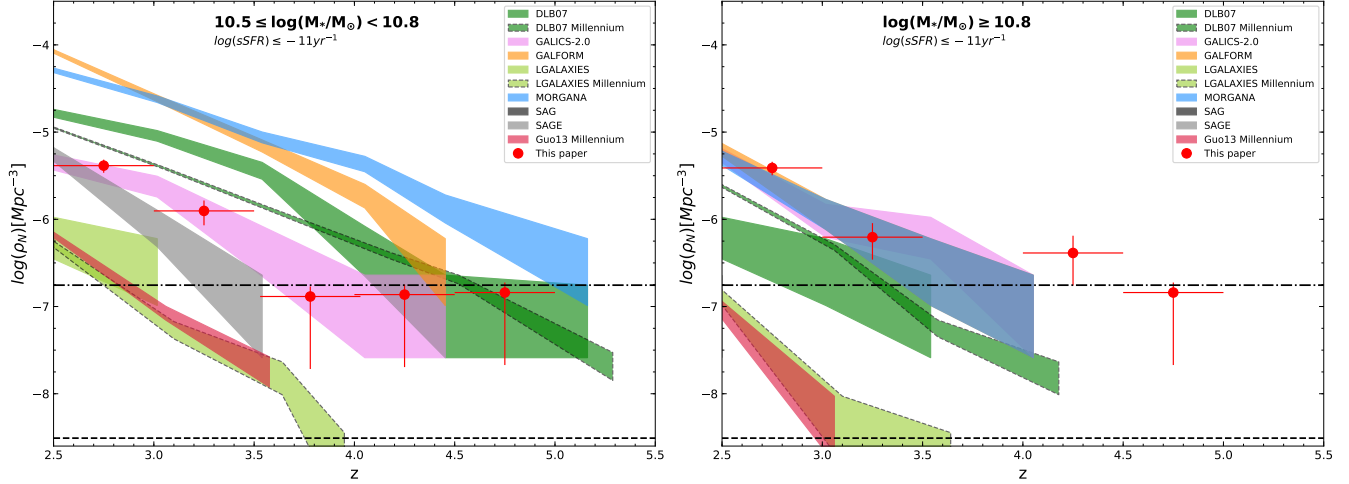 10.5 ≤ log(M*/M⊙) < 10.8
log(sSFR) ≤ −11yr⁻¹
DLB07
DLB07 Millennium
GALICS-2.0
GALFORM
LGALAXIES
LGALAXIES Millennium
MORGANA
SAG
SAGE
Guo13 Millennium
This paper
log(ρN)[Mpc⁻³]
−4
−5
−6
−7
−8
2.5
3.0
3.5
4.0
4.5
5.0
5.5
z
log(M*/M⊙) ≥ 10.8
log(sSFR) ≤ −11yr⁻¹
DLB07
DLB07 Millennium
GALICS-2.0
GALFORM
LGALAXIES
LGALAXIES Millennium
MORGANA
SAG
SAGE
Guo13 Millennium
This paper
log(ρN)[Mpc⁻³]
−4
−5
−6
−7
−8
2.5
3.0
3.5
4.0
4.5
5.0
5.5
z